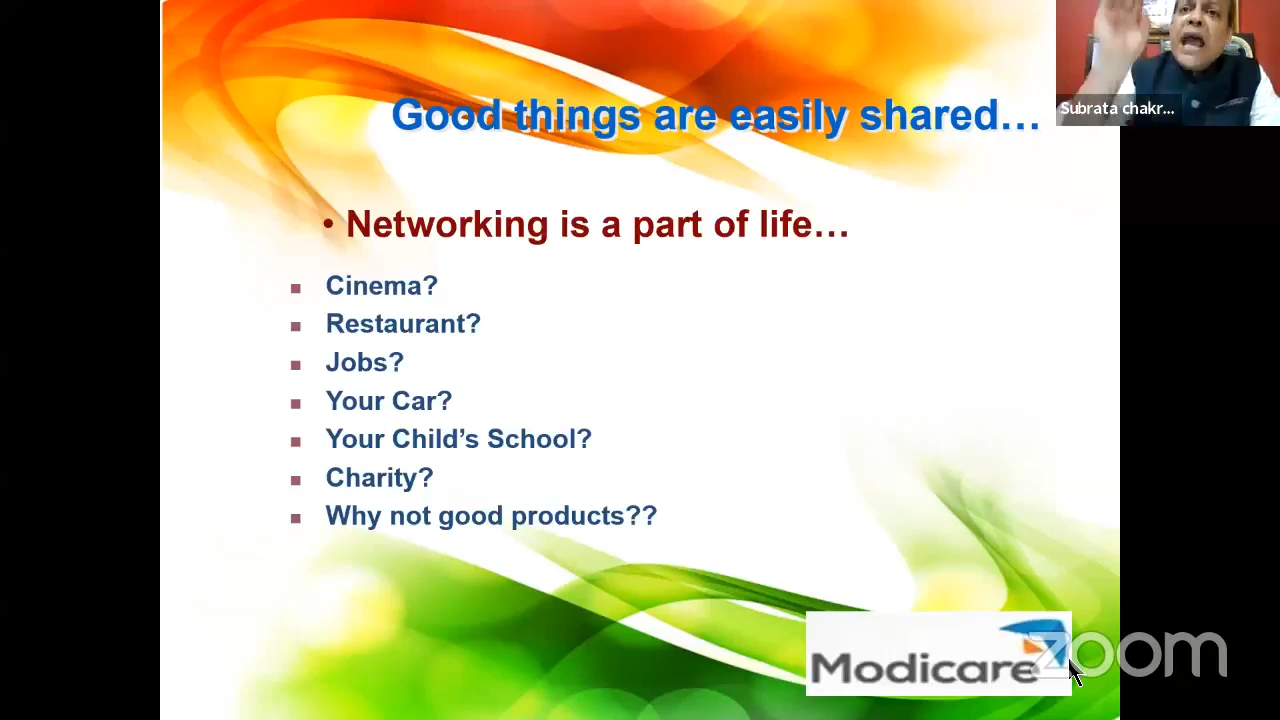 Good things are easily shared…
Subrata chakr...
• Networking is a part of life…
Cinema?
Restaurant?
Jobs?
Your Car?
Your Child’s School?
Charity?
Why not good products??
Modicare
zoom